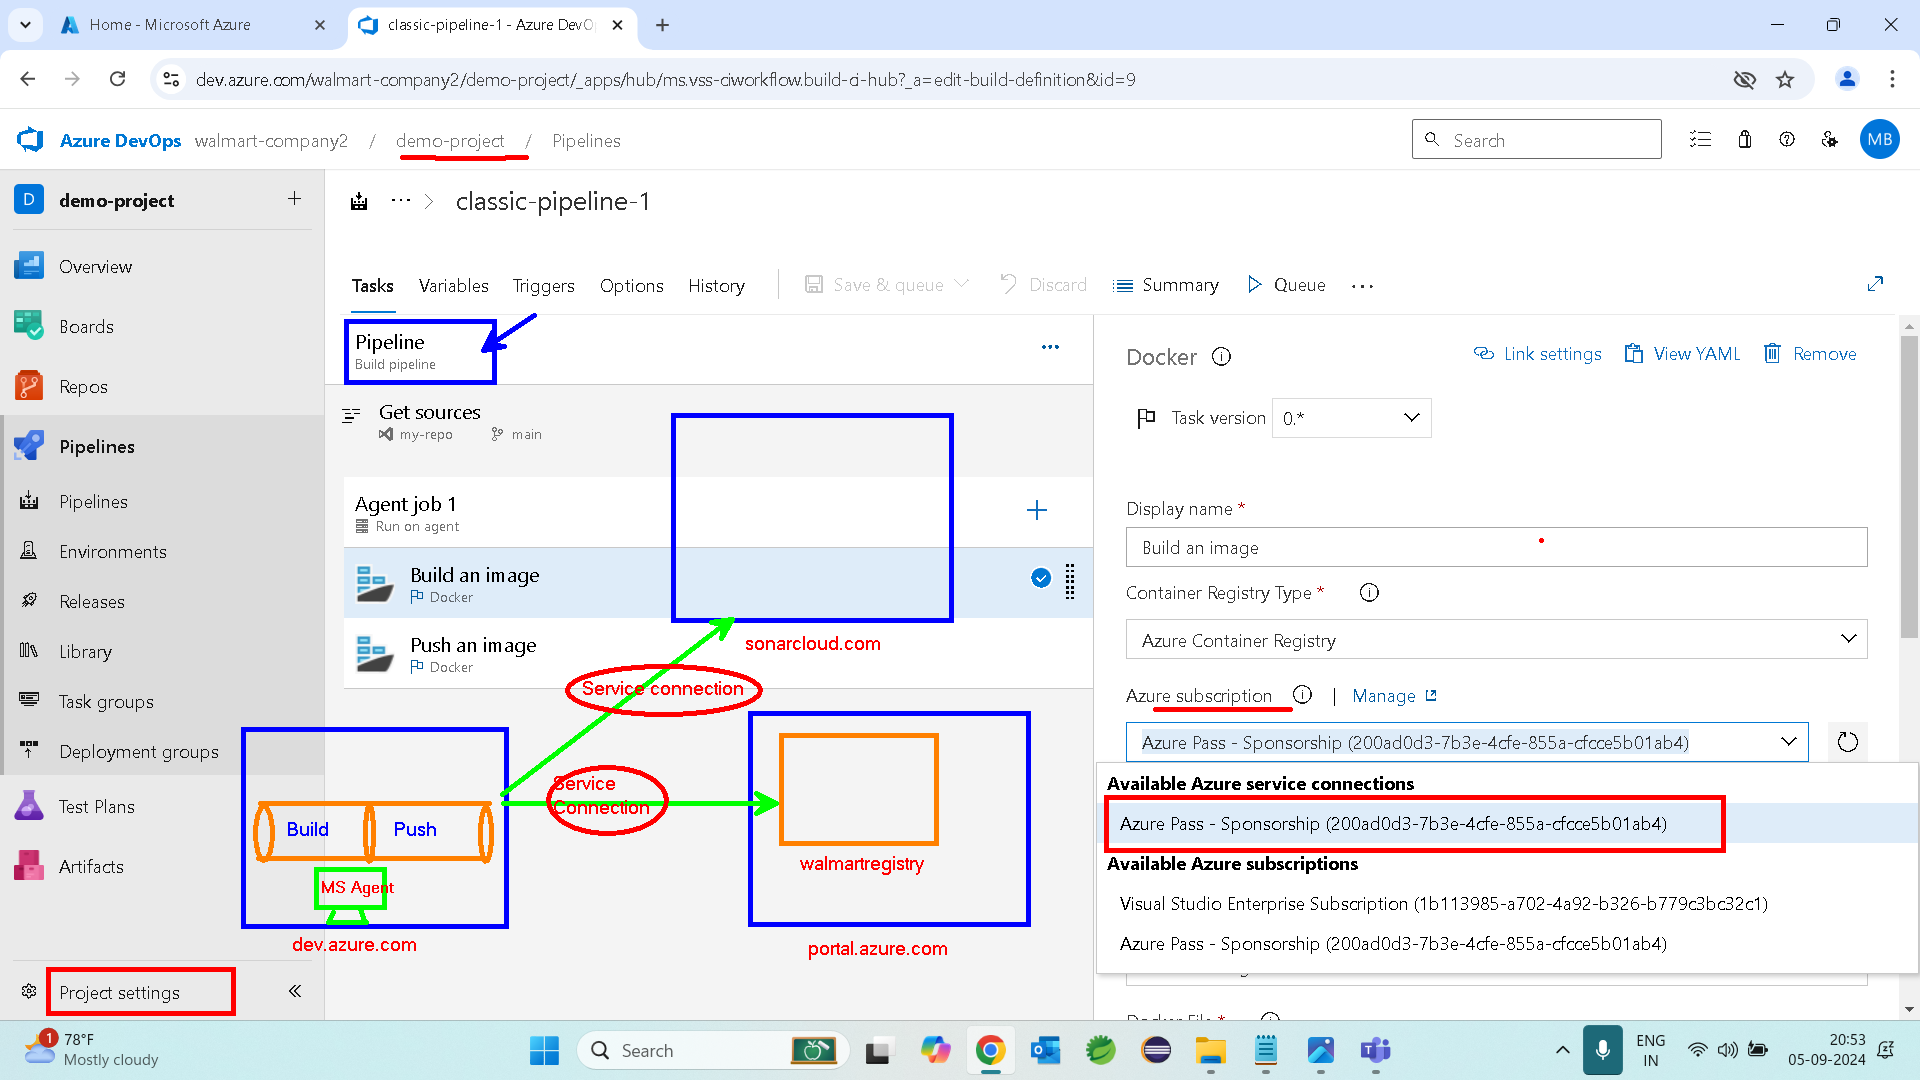 Home - Microsoft Azure
classic-pipeline-1 - Azure DevO
dev.azure.com/walmart-company2/demo-project/_apps/hub/ms.vss-ciworkflow.build-ci-hub?_a=edit-build-definition&id=9
Azure DevOps walmart-company2 / demo-project / Pipelines
Search
MB
D demo-project
Overview
Boards
Repos
Pipelines
Pipelines
Environments
Releases
Library
Task groups
Deployment groups
Test Plans
Artifacts
Project settings
classic-pipeline-1
Tasks Variables Triggers Options History Save & queue Discard Summary Queue
Pipeline
Build pipeline
Get sources
my-repo main
Agent job 1
Run on agent
Build an image
Docker
Push an image
Docker
sonarcloud.com
Service connection
Service
Connection
Build Push
MS Agent
dev.azure.com
walmartregistry
portal.azure.com
Docker
Link settings View YAML Remove
Task version 0.*
Display name *
Build an image
Container Registry Type *
Azure Container Registry
Azure subscription | Manage
Azure Pass - Sponsorship (200ad0d3-7b3e-4cfe-855a-cfcce5b01ab4)
Available Azure service connections
Azure Pass - Sponsorship (200ad0d3-7b3e-4cfe-855a-cfcce5b01ab4)
Available Azure subscriptions
Visual Studio Enterprise Subscription (1b113985-a702-4a92-b326-b779c3bc32c1)
Azure Pass - Sponsorship (200ad0d3-7b3e-4cfe-855a-cfcce5b01ab4)
Docker File *
1
78°F
Mostly cloudy
Search
ENG
IN
20:53
05-09-2024